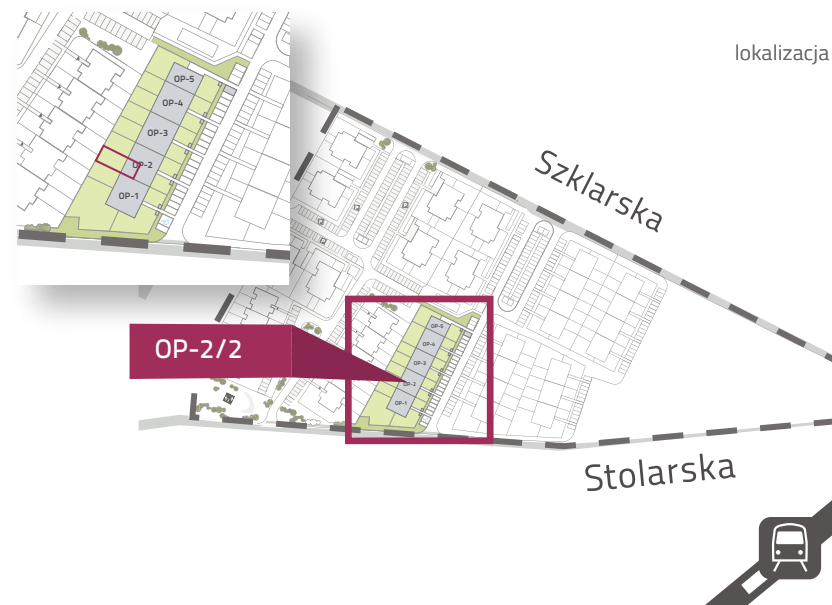 lokalizacja
OP-5
OP-4
OP-3
OP-2
OP-1
Szklarska
OP-2/2
OP-5
OP-4
OP-3
OP-2
OP-1
Stolarska